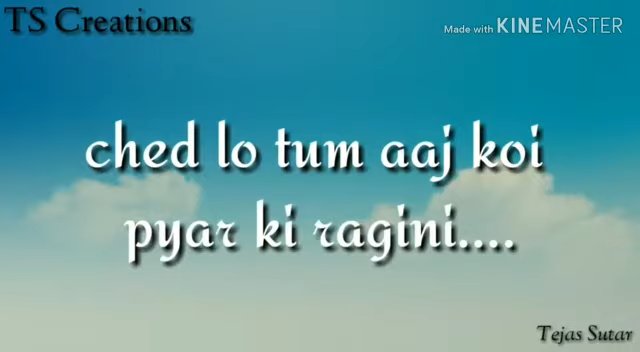 TS Creations
Made with KINEMASTER
ched lo tum aaj koi
pyar ki ragini....
Tejas Sutar